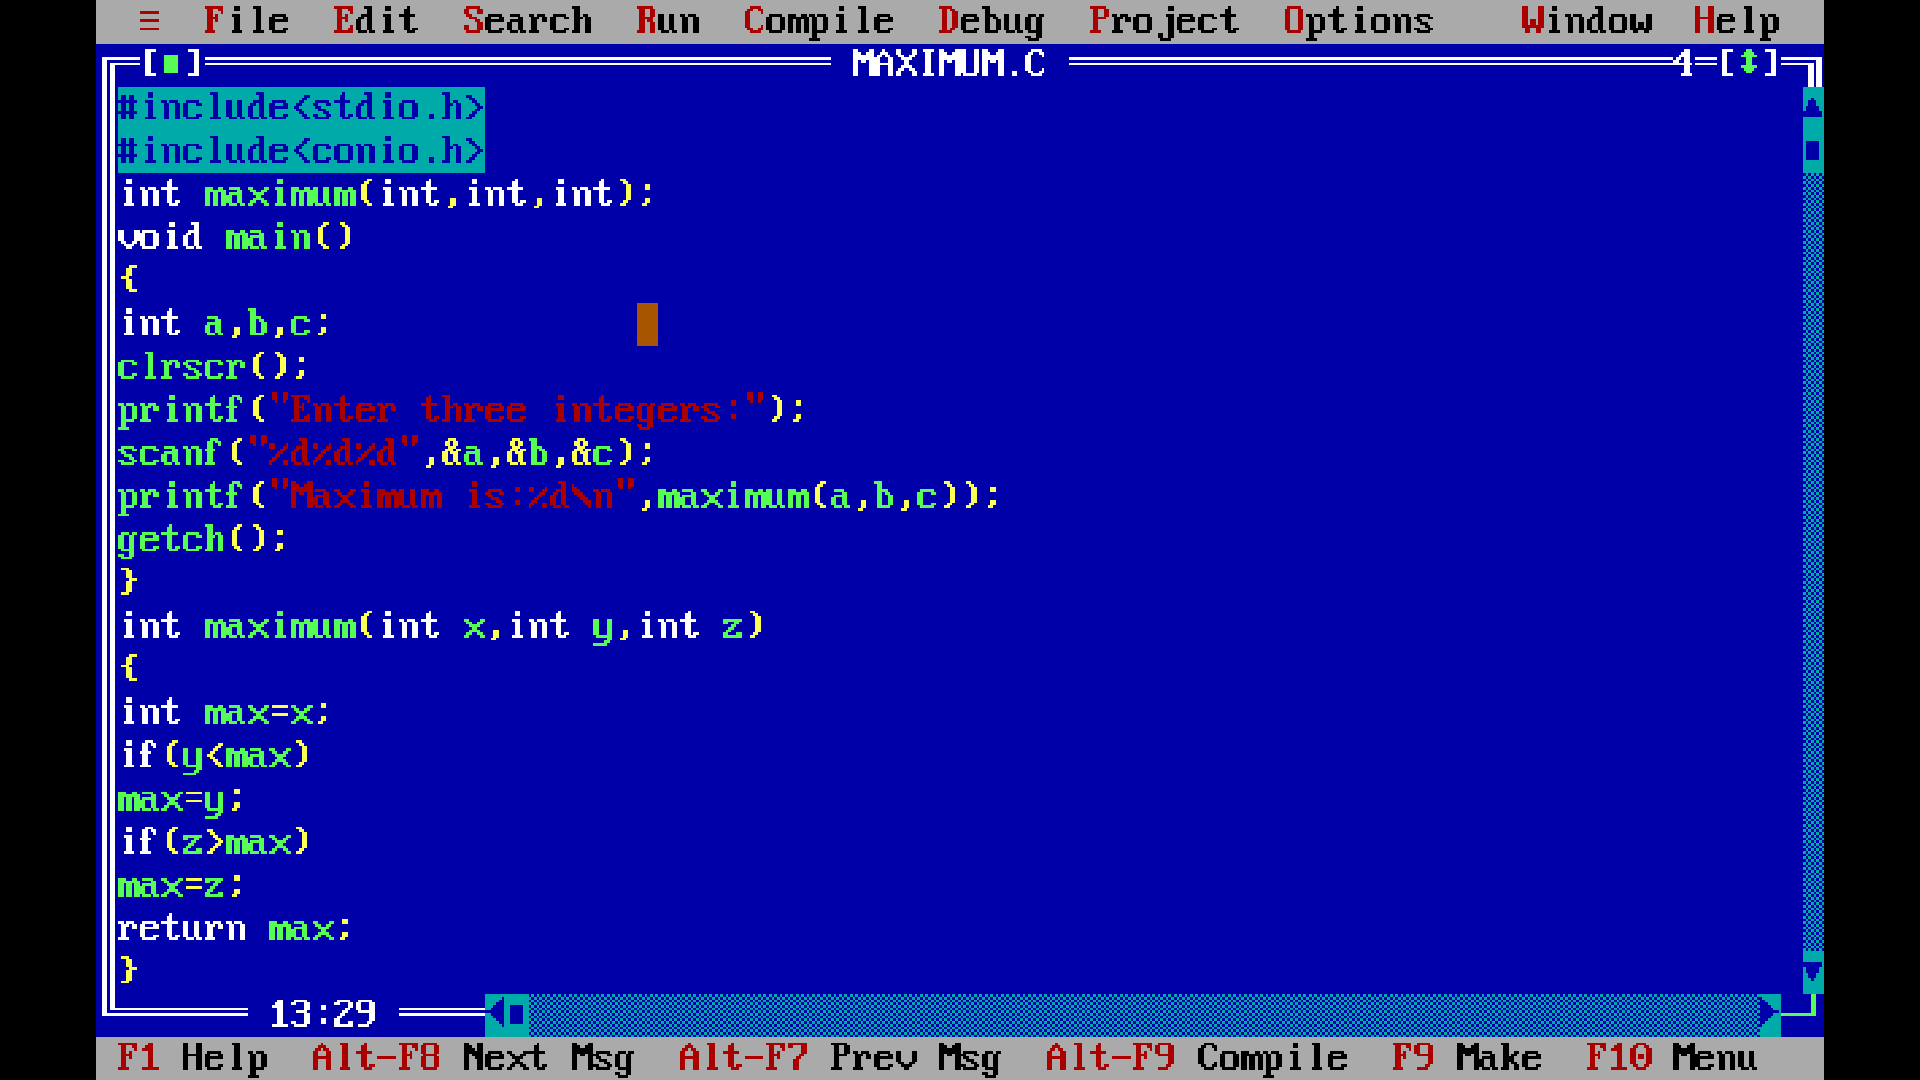 ≡ File Edit Search Run Compile Debug Project Options Window Help
[■] MAXIMUM.C 4=[↕]
#include<stdio.h>
#include<conio.h>
int maximum(int,int,int);
void main()
{
int a,b,c;
clrscr();
printf("Enter three integers:");
scanf("%d%d%d",&a,&b,&c);
printf("Maximum is:%d\n",maximum(a,b,c));
getch();
}
int maximum(int x,int y,int z)
{
int max=x;
if(y<max)
max=y;
if(z>max)
max=z;
return max;
}
13:29
F1 Help Alt-F8 Next Msg Alt-F7 Prev Msg Alt-F9 Compile F9 Make F10 Menu